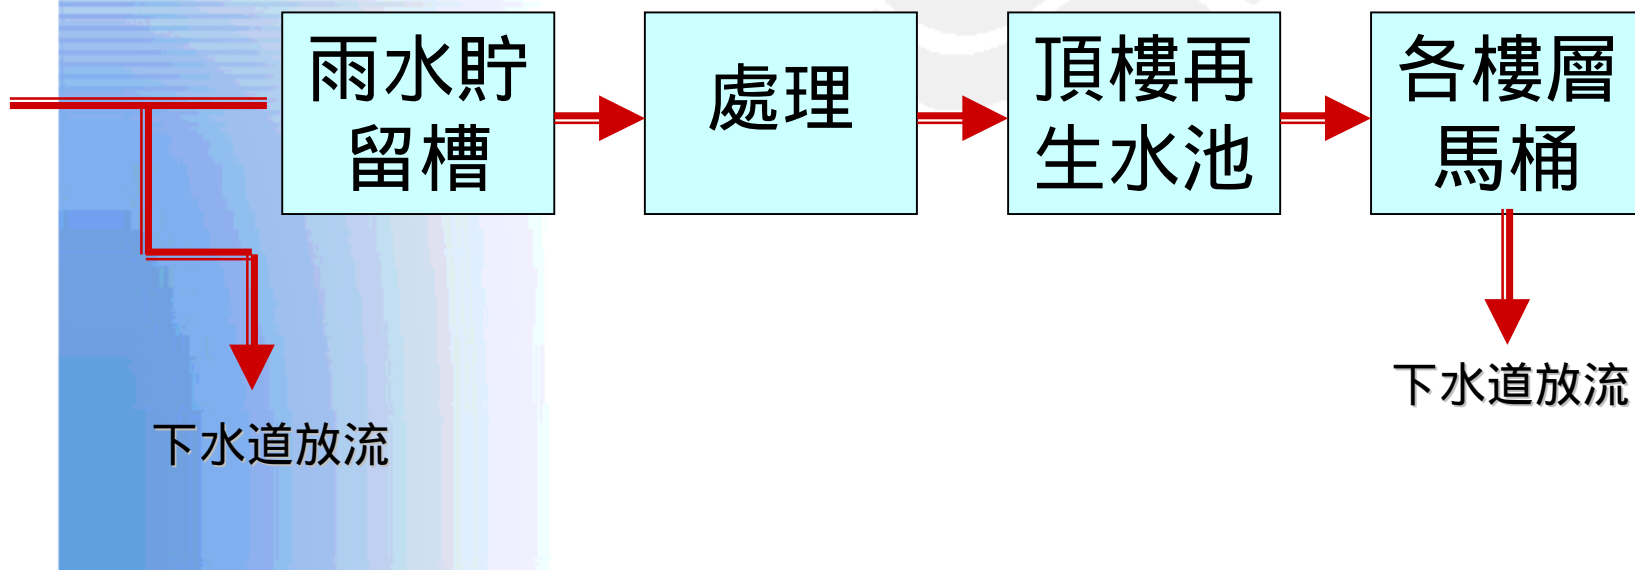 雨水貯
留槽
處理
頂樓再
生水池
各樓層
馬桶
下水道放流
下水道放流